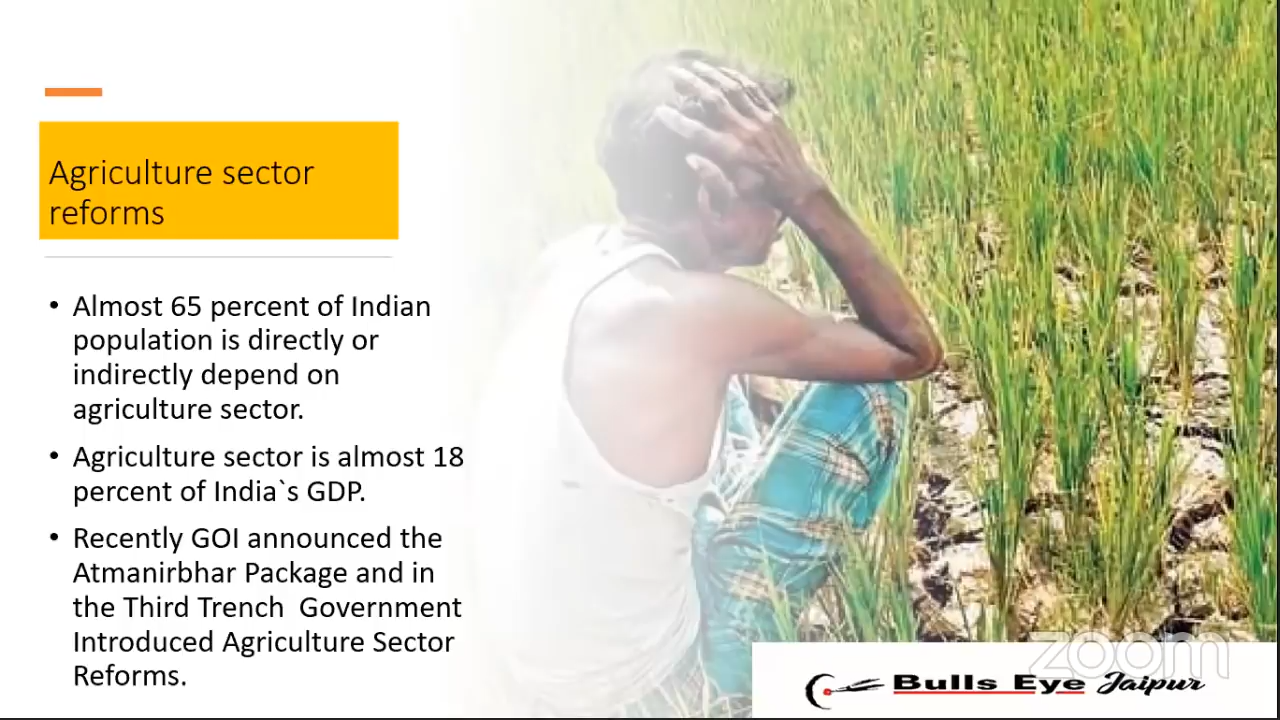 Agriculture sector
reforms
• Almost 65 percent of Indian
population is directly or
indirectly depend on
agriculture sector.
• Agriculture sector is almost 18
percent of India`s GDP.
• Recently GOI announced the
Atmanirbhar Package and in
the Third Trench  Government
Introduced Agriculture Sector
Reforms.
zoom
Bulls Eye Jaipur